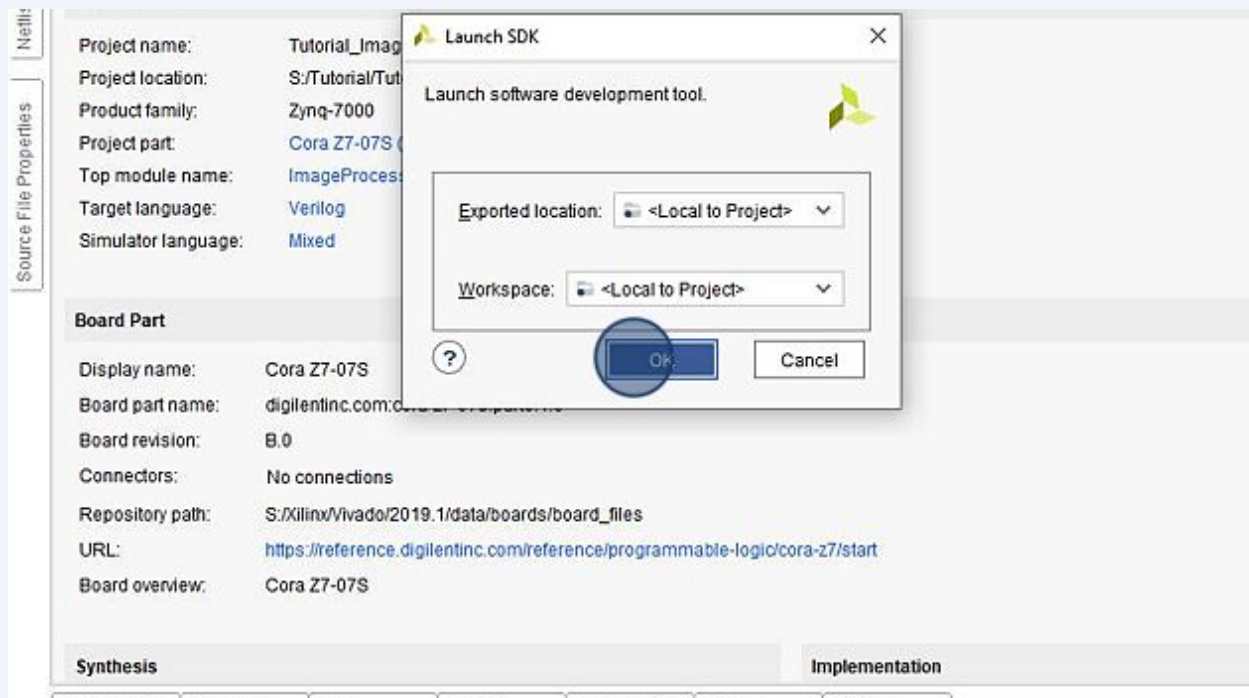 Netlis
Source File Properties
Project name: Tutorial_Imag
Project location: S:/Tutorial/Tut
Product family: Zynq-7000
Project part: Cora Z7-07S (
Top module name: ImageProces
Target language: Verilog
Simulator language: Mixed
Launch SDK
Launch software development tool.
Exported location: <Local to Project>
Workspace: <Local to Project>
?
OK
Cancel
Board Part
Display name: Cora Z7-07S
Board part name:
Board revision: B.0
Connectors: No connections
Repository path: S:/Xilinx/Vivado/2019.1/data/boards/board_files
URL: https://reference.digilentinc.com/reference/programmable-logic/cora-z7/start
Board overview: Cora Z7-07S
Synthesis
Implementation